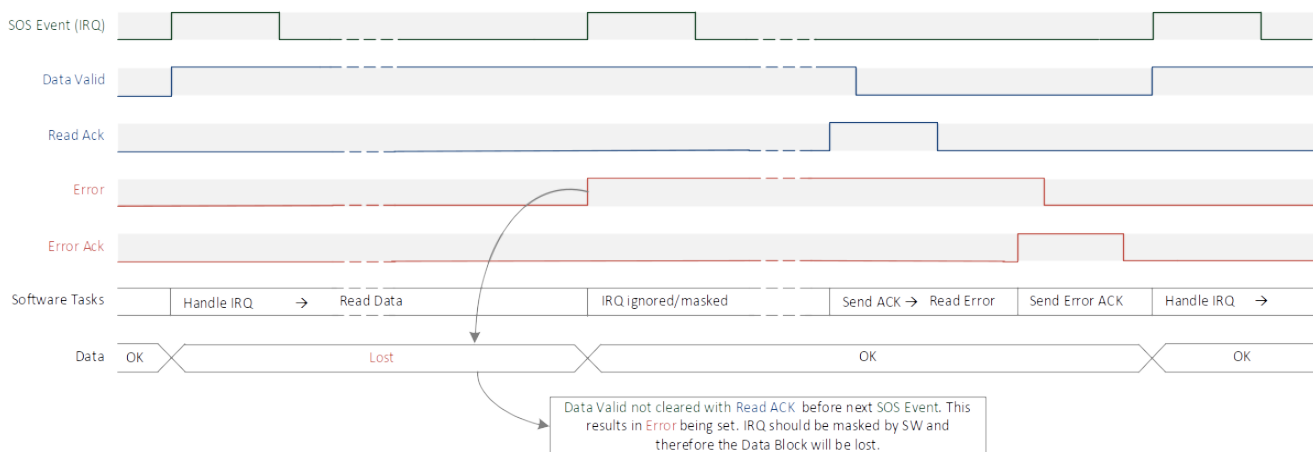 SOS Event (IRQ)
Data Valid
Read Ack
Error
Error Ack
Software Tasks Handle IRQ → Read Data IRQ ignored/masked Send ACK → Read Error Send Error ACK Handle IRQ →
Data OK Lost OK OK
Data Valid not cleared with Read ACK before next SOS Event. This
results in Error being set. IRQ should be masked by SW and
therefore the Data Block will be lost.